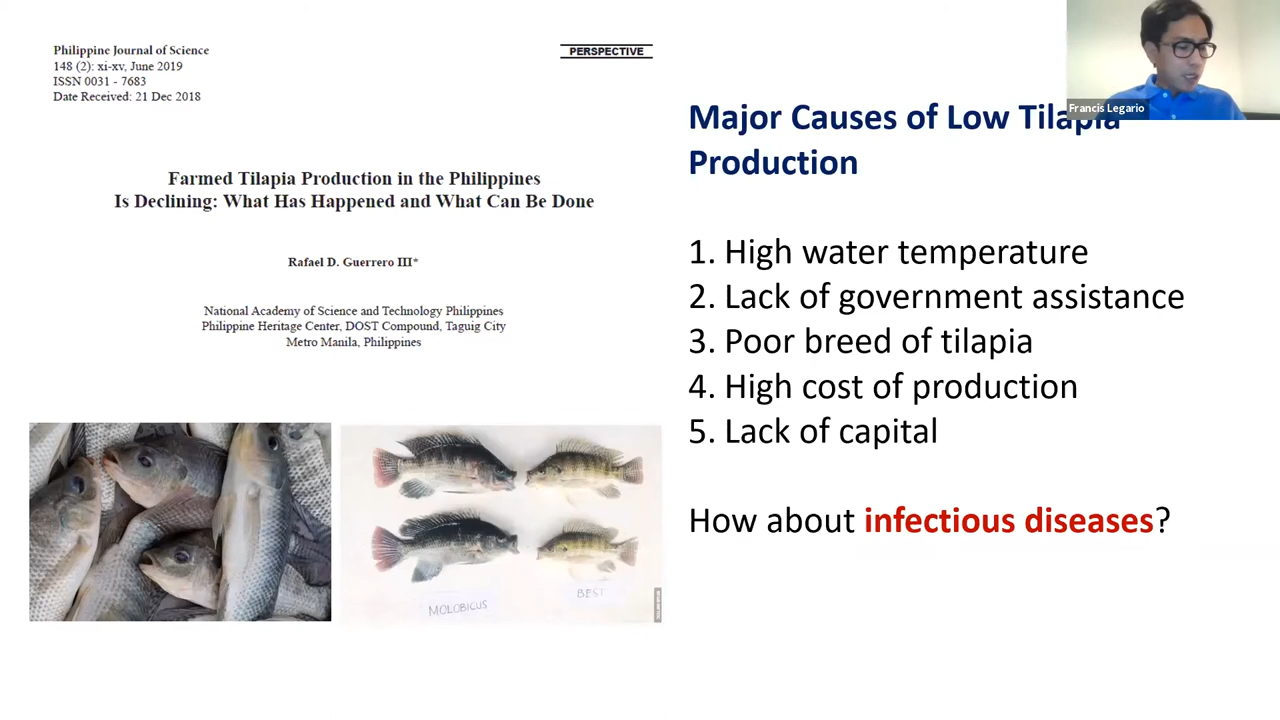 Philippine Journal of Science
148 (2): xi-xv, June 2019
ISSN 0031 - 7683
Date Received: 21 Dec 2018
PERSPECTIVE
Farmed Tilapia Production in the Philippines
Is Declining: What Has Happened and What Can Be Done
Rafael D. Guerrero III*
National Academy of Science and Technology Philippines
Philippine Heritage Center, DOST Compound, Taguig City
Metro Manila, Philippines
MOLOBICUS
BEST
Francis Legario
Major Causes of Low Tilapia
Production
1. High water temperature
2. Lack of government assistance
3. Poor breed of tilapia
4. High cost of production
5. Lack of capital
How about infectious diseases?